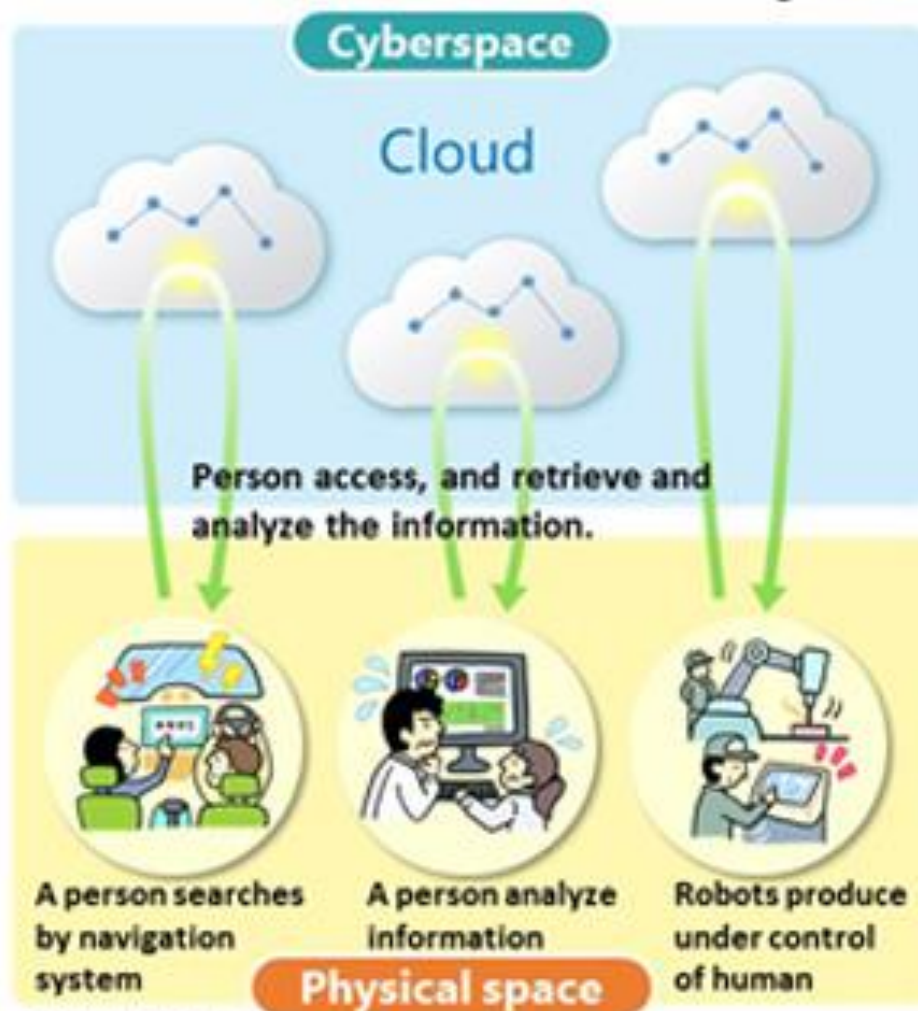 Cyberspace
Cloud
Person access, and retrieve and
analyze the information.
A person searches
by navigation
system
A person analyze
information
Robots produce
under control
of human
Physical space